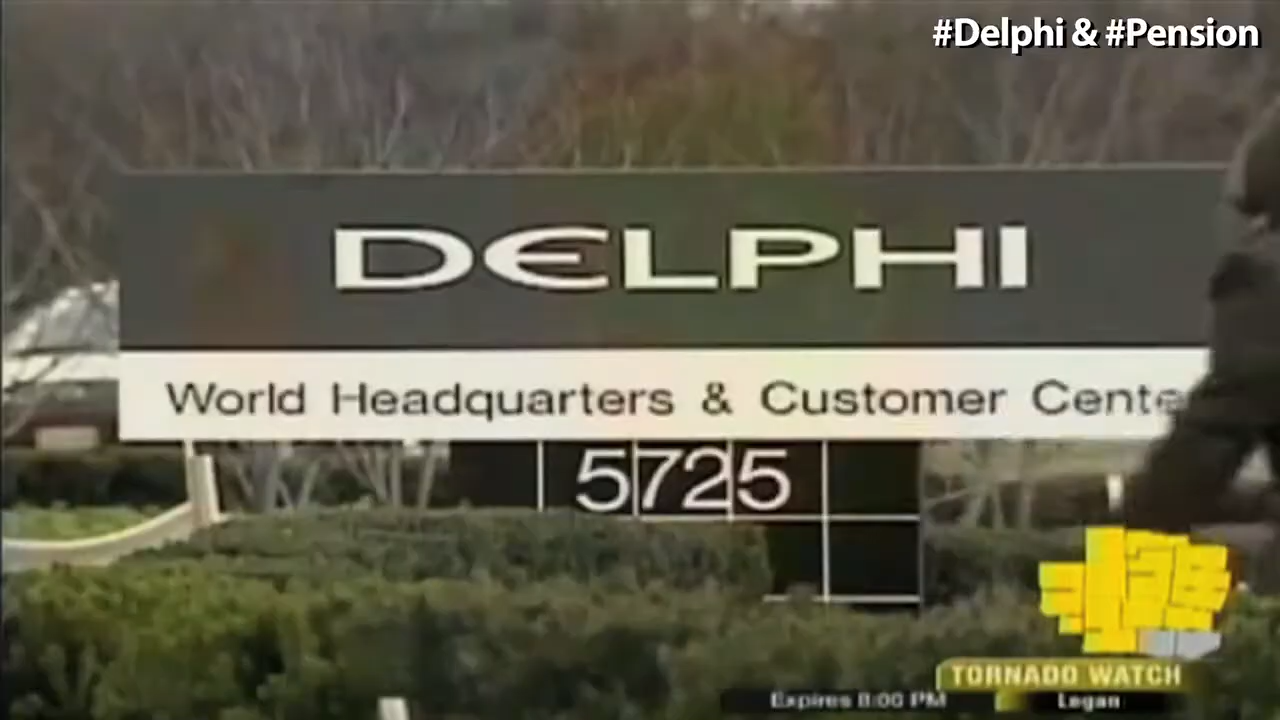 #Delphi & #Pension
DELPHI
World Headquarters & Customer Cente
5725
TORNADO WATCH
Expires 8:00 PM Logan